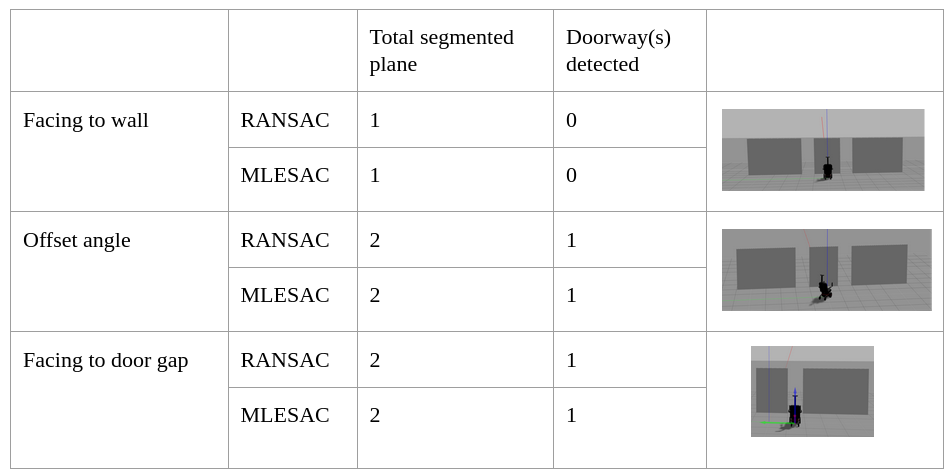 Total segmented
plane
Doorway(s)
detected
Facing to wall
RANSAC
1
0
MLESAC
1
0
Offset angle
RANSAC
2
1
MLESAC
2
1
Facing to door gap
RANSAC
2
1
MLESAC
2
1